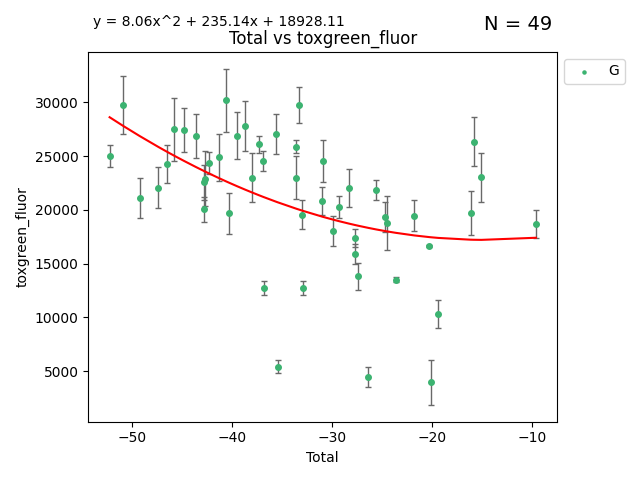 y = 8.06x^2 + 235.14x + 18928.11
N = 49
Total vs toxgreen_fluor
G
toxgreen_fluor
30000
25000
20000
15000
10000
5000
−50
−40
−30
−20
−10
Total